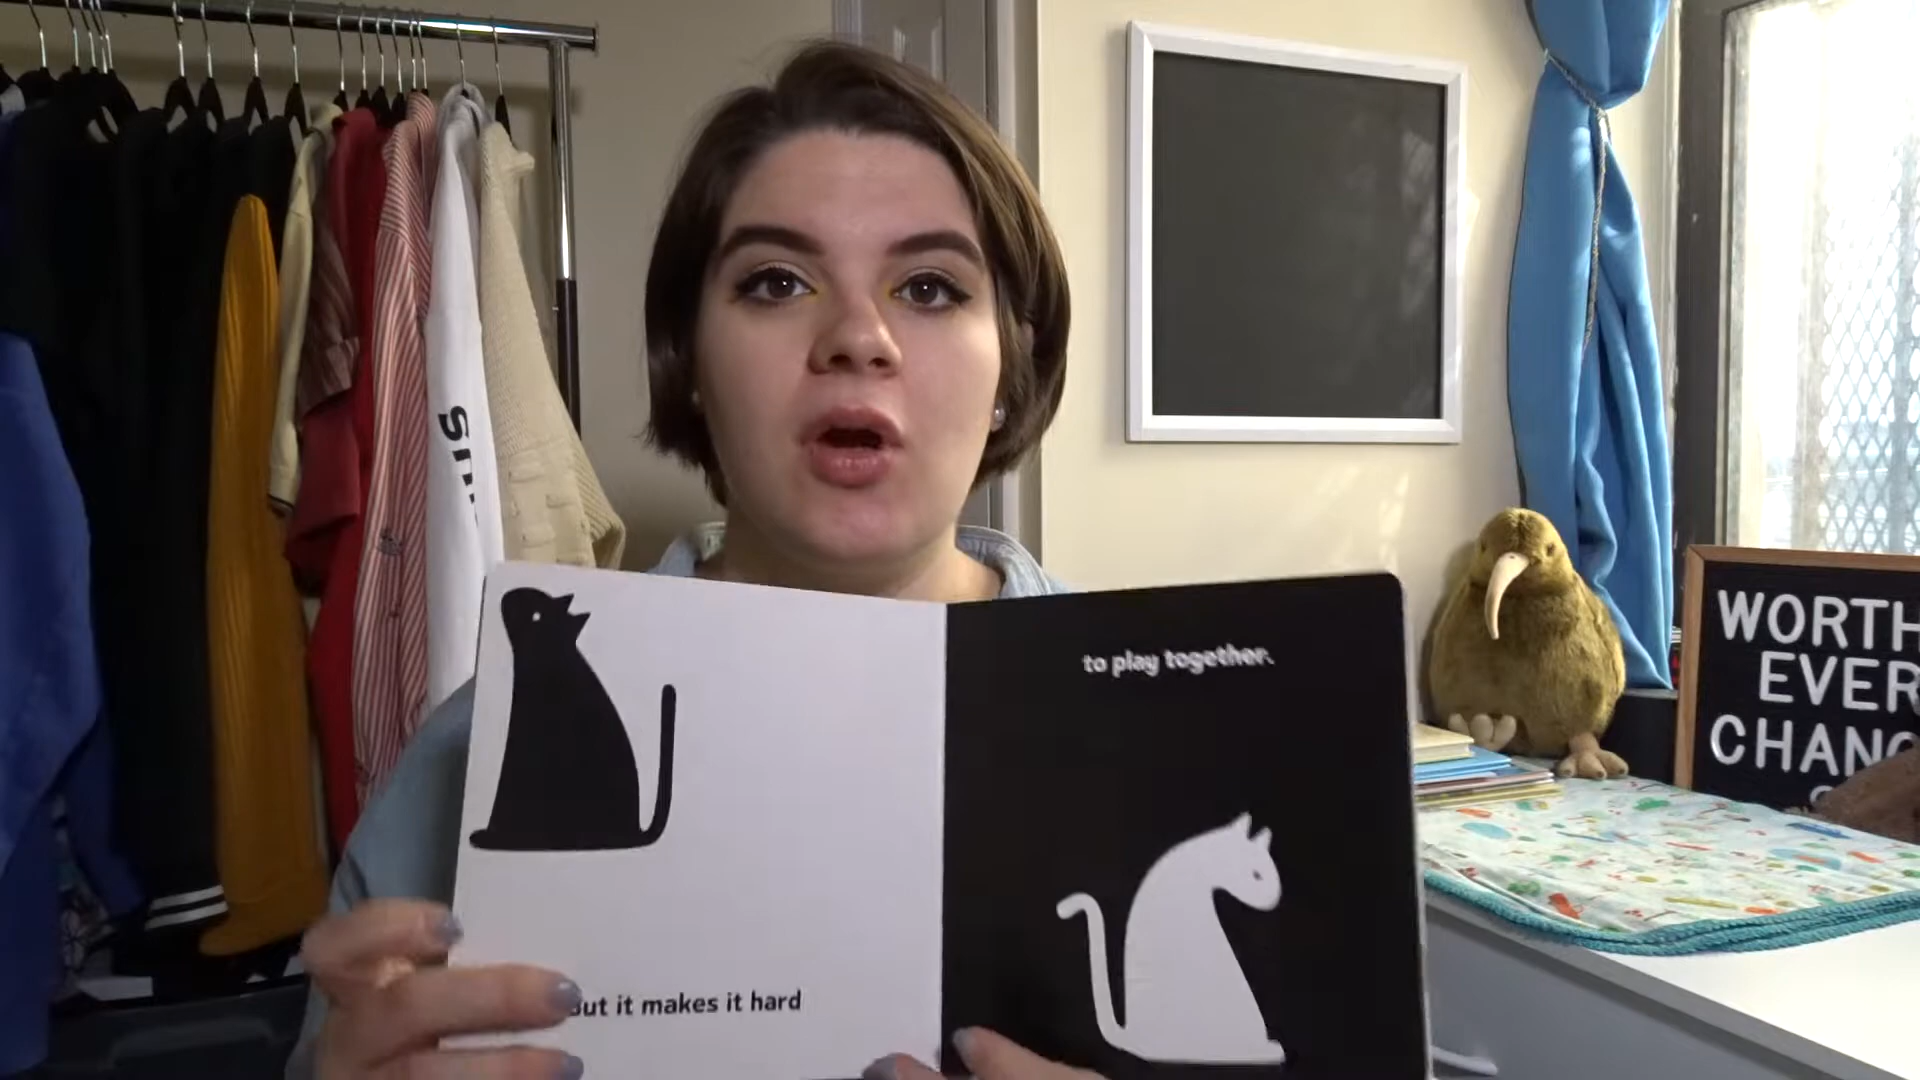 but it makes it hard
to play together.
WORTH
EVER
CHANG